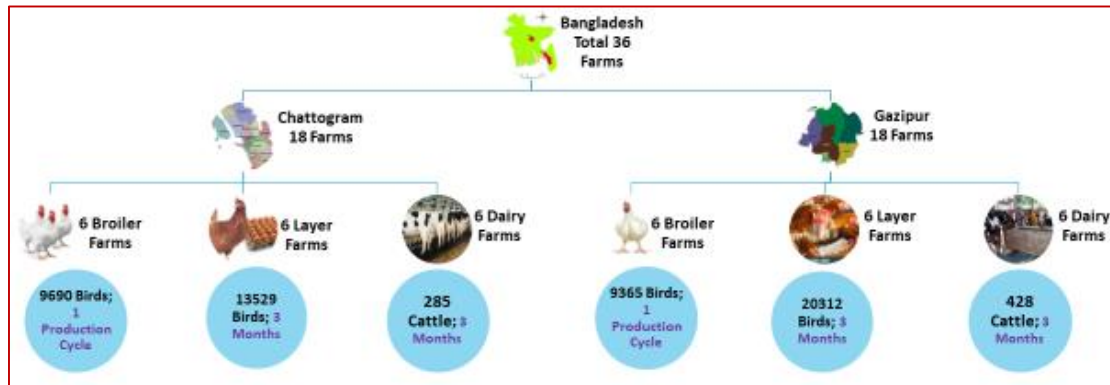 Bangladesh
Total 36
Farms
Chattogram
18 Farms
Gazipur
18 Farms
6 Broiler
Farms
6 Layer
Farms
6 Dairy
Farms
6 Broiler
Farms
6 Layer
Farms
6 Dairy
Farms
9690 Birds;
1
Production
Cycle
13529
Birds; 3
Months
285
Cattle; 3
Months
9365 Birds;
1
Production
Cycle
20312
Birds; 3
Months
428
Cattle; 3
Months